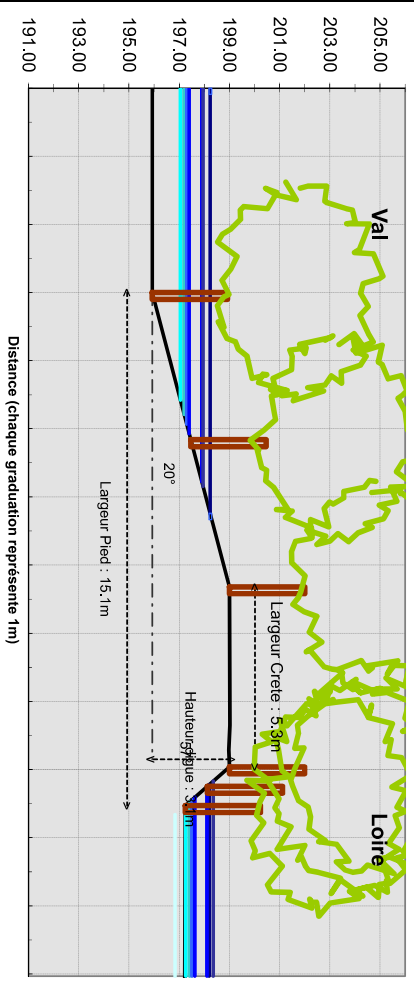 205.00
203.00
201.00
199.00
197.00
195.00
193.00
191.00
Val
Loire
Largeur Crete : 5.3m
Hauteur digue :
20°
Largeur Pied : 15.1m
Distance (chaque graduation représente 1m)